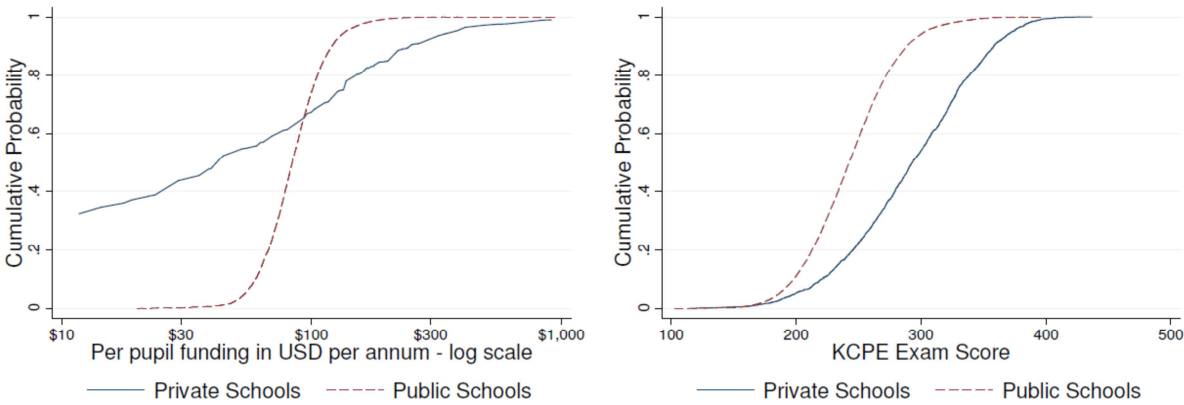 Cumulative Probability
1
.8
.6
.4
.2
0
$10 $30 $100 $300 $1,000
Per pupil funding in USD per annum - log scale
Private Schools Public Schools
Cumulative Probability
1
.8
.6
.4
.2
0
100 200 300 400 500
KCPE Exam Score
Private Schools Public Schools